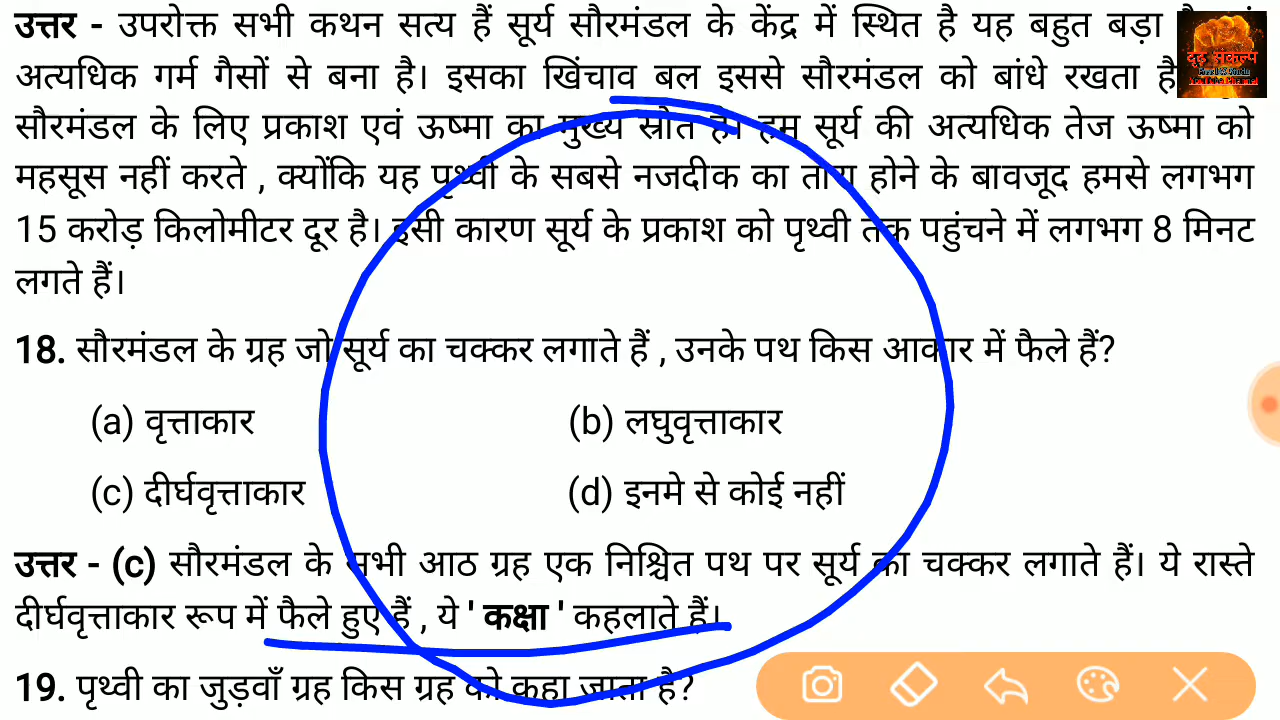 उत्तर - उपरोक्त सभी कथन सत्य हैं सूर्य सौरमंडल के केंद्र में स्थित है यह बहुत बड़ा
दृढ़ संकल्प
अत्यधिक गर्म गैसों से बना है। इसका खिंचाव बल इससे सौरमंडल को बांधे रखता है
सौरमंडल के लिए प्रकाश एवं ऊष्मा का मुख्य स्रोत है। हम सूर्य की अत्यधिक तेज ऊष्मा को
महसूस नहीं करते , क्योंकि यह पृथ्वी के सबसे नजदीक का तारा होने के बावजूद हमसे लगभग
15 करोड़ किलोमीटर दूर है। इसी कारण सूर्य के प्रकाश को पृथ्वी तक पहुंचने में लगभग 8 मिनट
लगते हैं।
18. सौरमंडल के ग्रह जो सूर्य का चक्कर लगाते हैं , उनके पथ किस आकार में फैले हैं?
(a) वृत्ताकार (b) लघुवृत्ताकार
(c) दीर्घवृत्ताकार (d) इनमे से कोई नहीं
उत्तर - (c) सौरमंडल के सभी आठ ग्रह एक निश्चित पथ पर सूर्य का चक्कर लगाते हैं। ये रास्ते
दीर्घवृत्ताकार रूप में फैले हुए हैं , ये ' कक्षा ' कहलाते हैं।
19. पृथ्वी का जुड़वाँ ग्रह किस ग्रह को कहा जाता है?